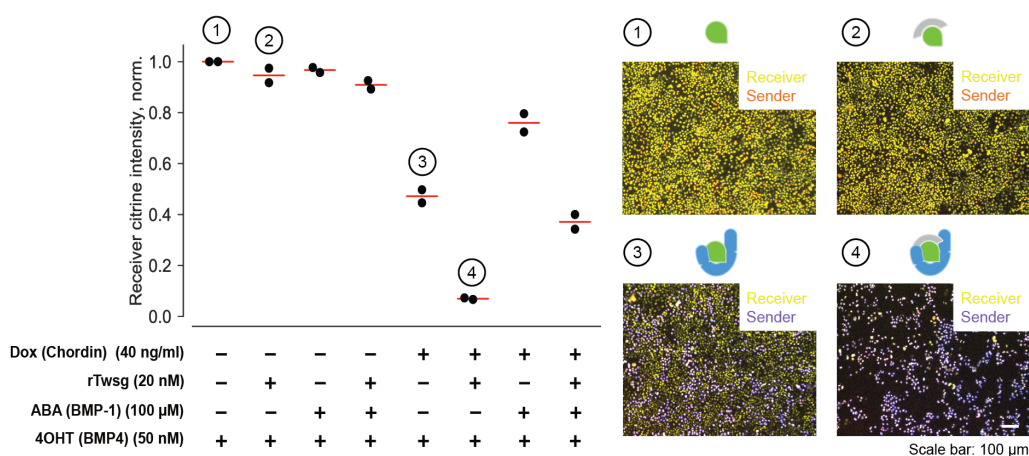 1
2
3
4
Receiver citrine intensity, norm.
1.0
0.8
0.6
0.4
0.2
0.0
Dox (Chordin) (40 ng/ml) – – – – + + + +
rTwsg (20 nM) – + – + – + – +
ABA (BMP-1) (100 µM) – – + + – – + +
4OHT (BMP4) (50 nM) + + + + + + + +
1
Receiver
Sender
2
Receiver
Sender
3
Receiver
Sender
4
Receiver
Sender
Scale bar: 100 µm